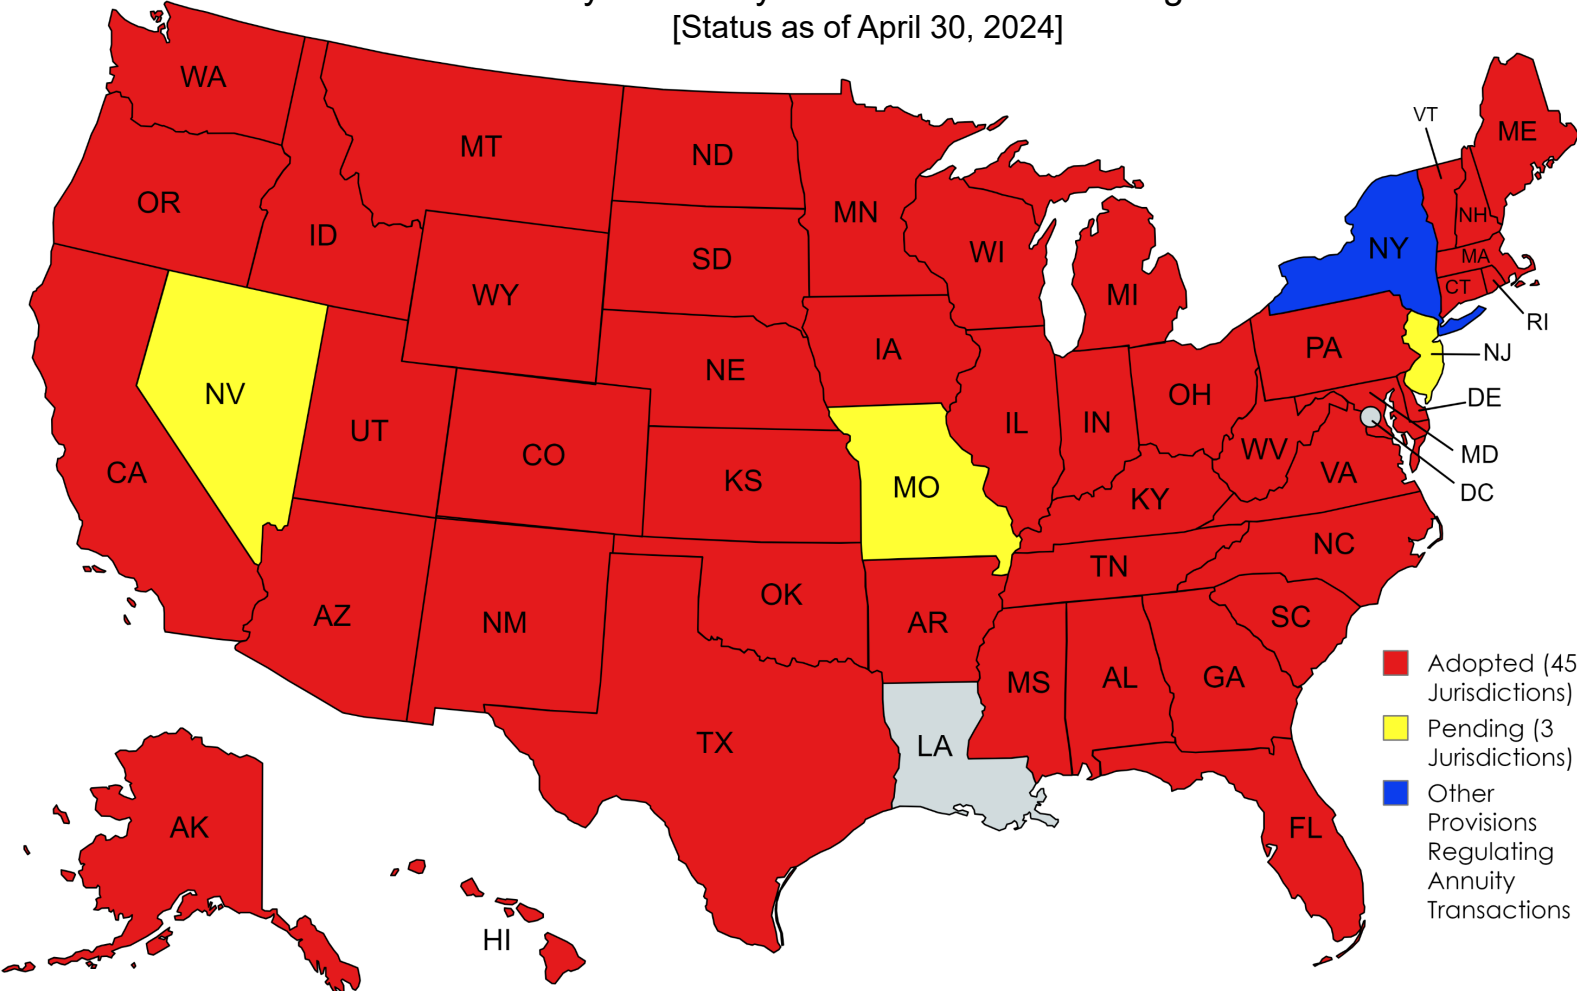 [Status as of April 30, 2024]
WA
MT
ND
MN
OR
ID
WY
SD
WI
MI
VT
ME
NH
NY
MA
CT
RI
NJ
PA
DE
MD
DC
NV
UT
CO
NE
IA
IL
IN
OH
WV
VA
CA
KS
MO
KY
NC
TN
AZ
NM
OK
AR
SC
MS
AL
GA
TX
LA
FL
AK
HI
Adopted (45
Jurisdictions)
Pending (3
Jurisdictions)
Other
Provisions
Regulating
Annuity
Transactions